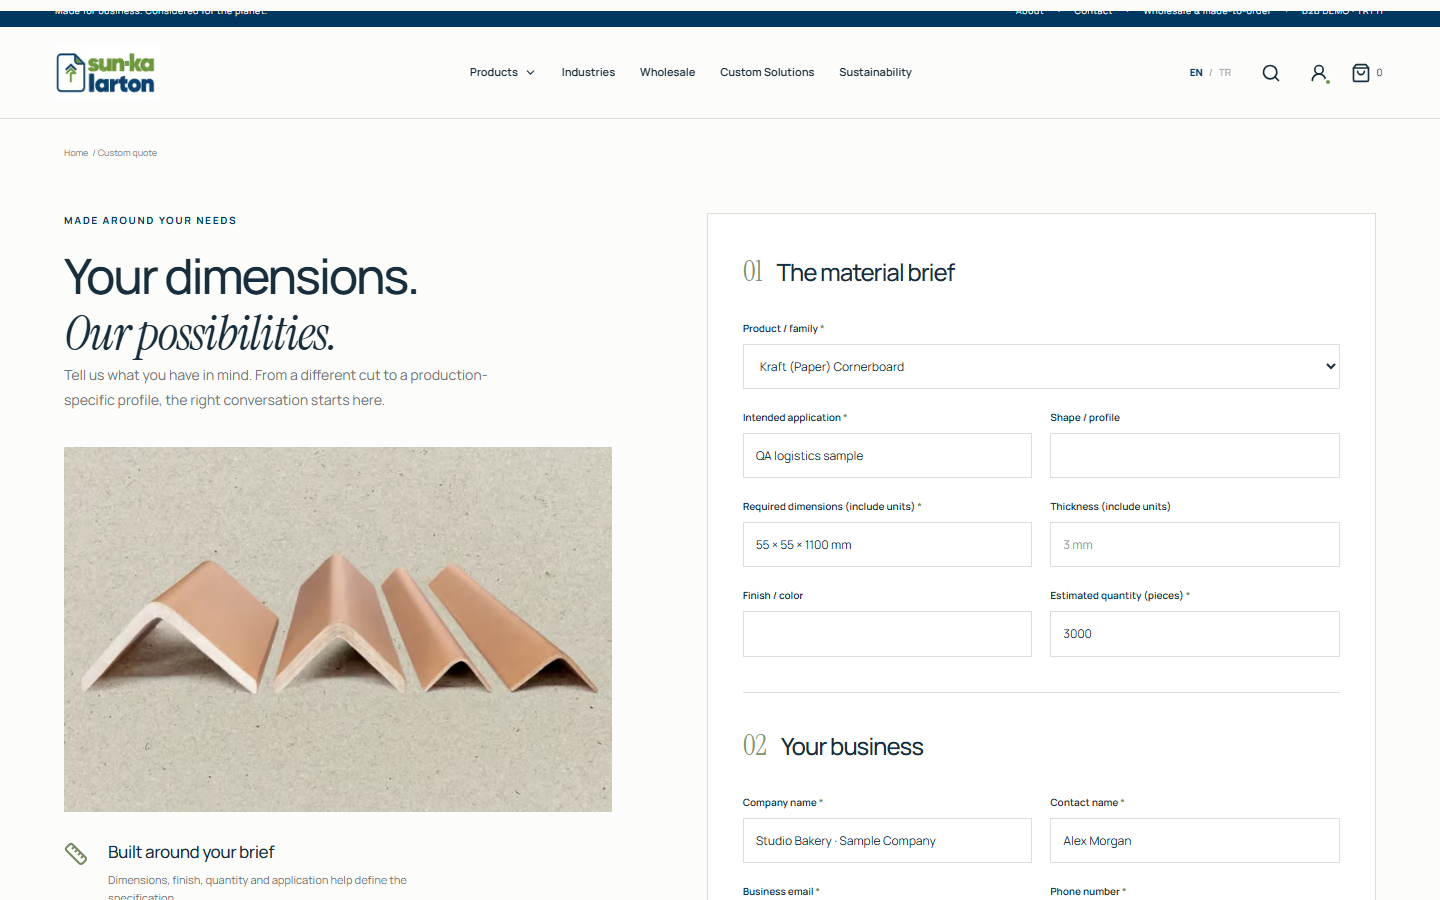 Made for business. Considered for the planet.
About · Contact · Wholesale & made-to-order · B2B DEMO · TRY ₺
sun-ka
larton
Products
Industries
Wholesale
Custom Solutions
Sustainability
EN / TR
0
Home / Custom quote
MADE AROUND YOUR NEEDS
Your dimensions.
Our possibilities.
Tell us what you have in mind. From a different cut to a production-
specific profile, the right conversation starts here.
Built around your brief
Dimensions, finish, quantity and application help define the
specification.
01 The material brief
Product / family *
Kraft (Paper) Cornerboard
Intended application *
Shape / profile
QA logistics sample
Required dimensions (include units) *
Thickness (include units)
55 × 55 × 1100 mm
3 mm
Finish / color
Estimated quantity (pieces) *
3000
02 Your business
Company name *
Contact name *
Studio Bakery · Sample Company
Alex Morgan
Business email *
Phone number *